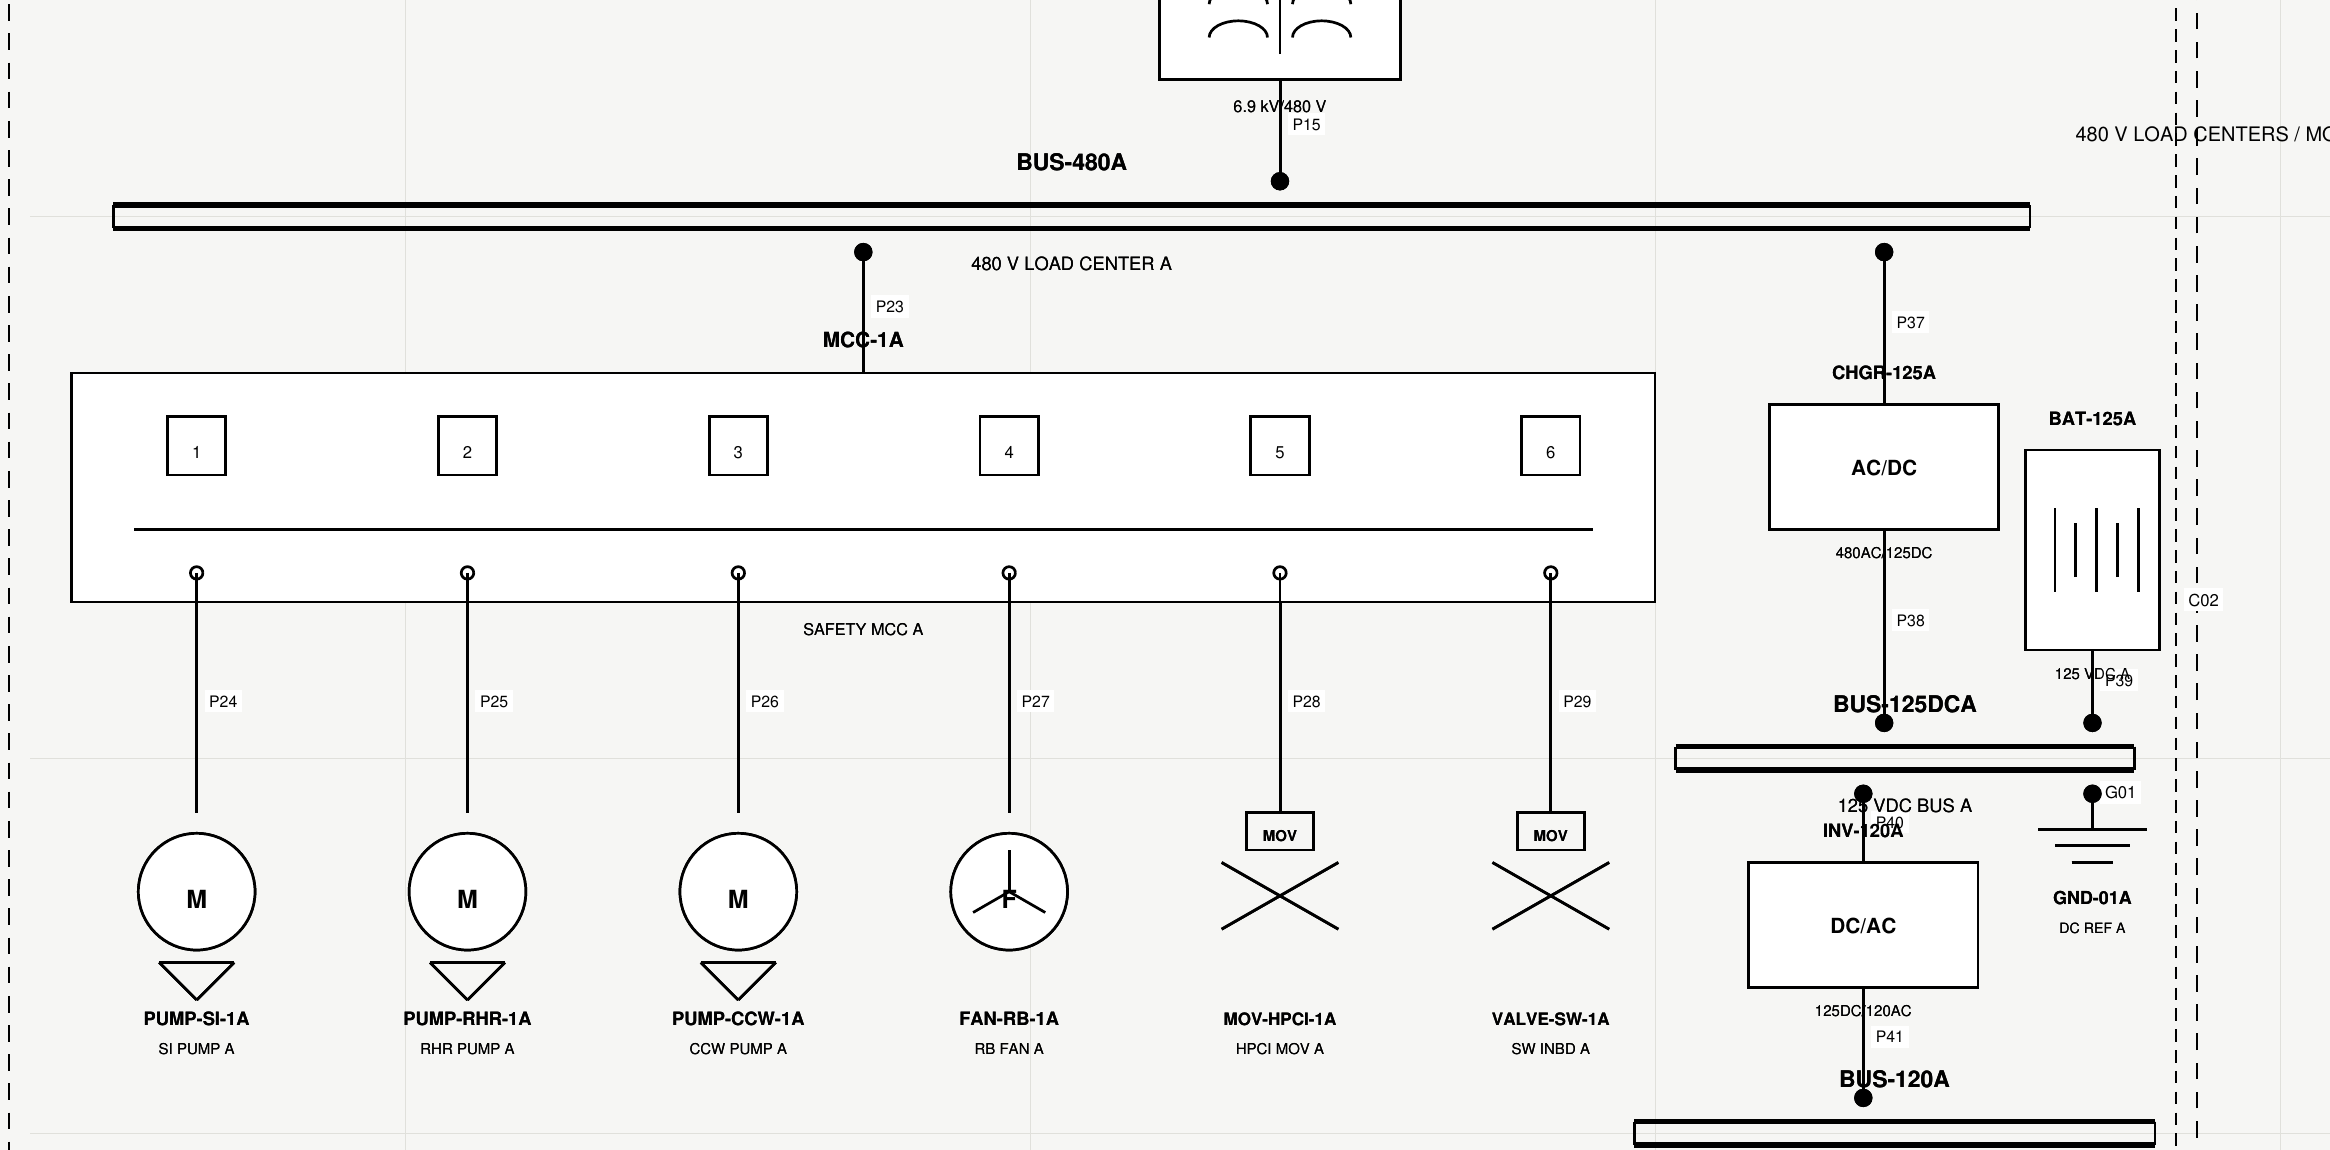 6.9 kV/480 V
P15
480 V LOAD CENTERS / MC
BUS-480A
480 V LOAD CENTER A
P23
P37
MCC-1A
CHGR-125A
BAT-125A
1
2
3
4
5
6
AC/DC
480AC/125DC
C02
SAFETY MCC A
P38
125 VDC A
P39
P24
P25
P26
P27
P28
P29
BUS-125DCA
G01
125 VDC BUS A
P40
INV-120A
MOV
MOV
M
M
M
F
GND-01A
DC REF A
DC/AC
125DC/120AC
PUMP-SI-1A
SI PUMP A
PUMP-RHR-1A
RHR PUMP A
PUMP-CCW-1A
CCW PUMP A
FAN-RB-1A
RB FAN A
MOV-HPCI-1A
HPCI MOV A
VALVE-SW-1A
SW INBD A
P41
BUS-120A